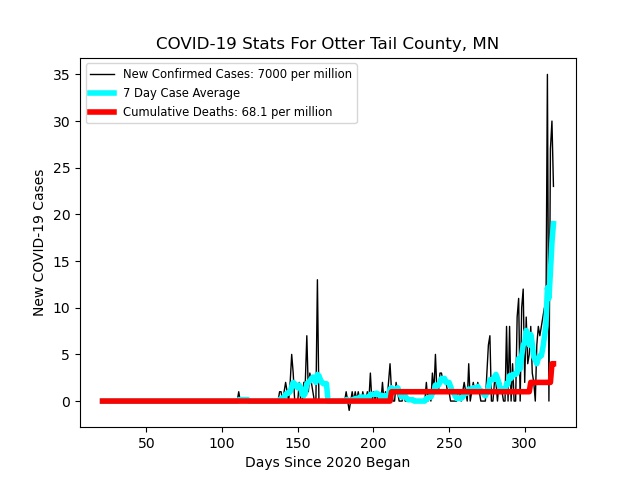 COVID-19 Stats For Otter Tail County, MN
New Confirmed Cases: 7000 per million
7 Day Case Average
Cumulative Deaths: 68.1 per million
New COVID-19 Cases
35
30
25
20
15
10
5
0
50
100
150
200
250
300
Days Since 2020 Began